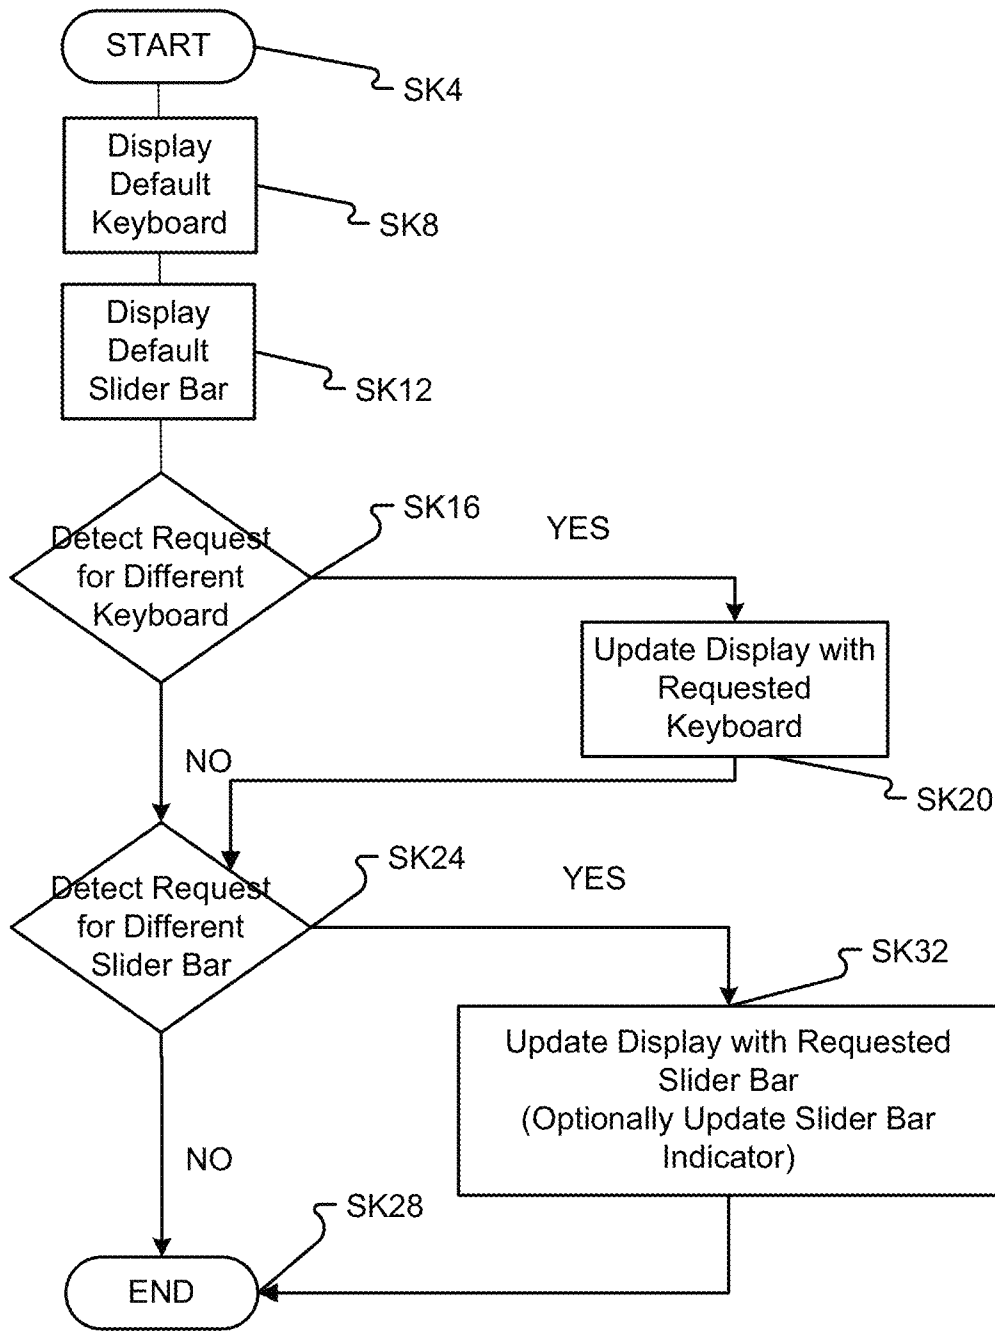 START
SK4
Display
Default
Keyboard
SK8
Display
Default
Slider Bar
SK12
SK16
YES
Detect Request
for Different
Keyboard
Update Display with
Requested
Keyboard
NO
SK20
SK24
YES
Detect Request
for Different
Slider Bar
SK32
Update Display with Requested
Slider Bar
(Optionally Update Slider Bar
Indicator)
NO
SK28
END